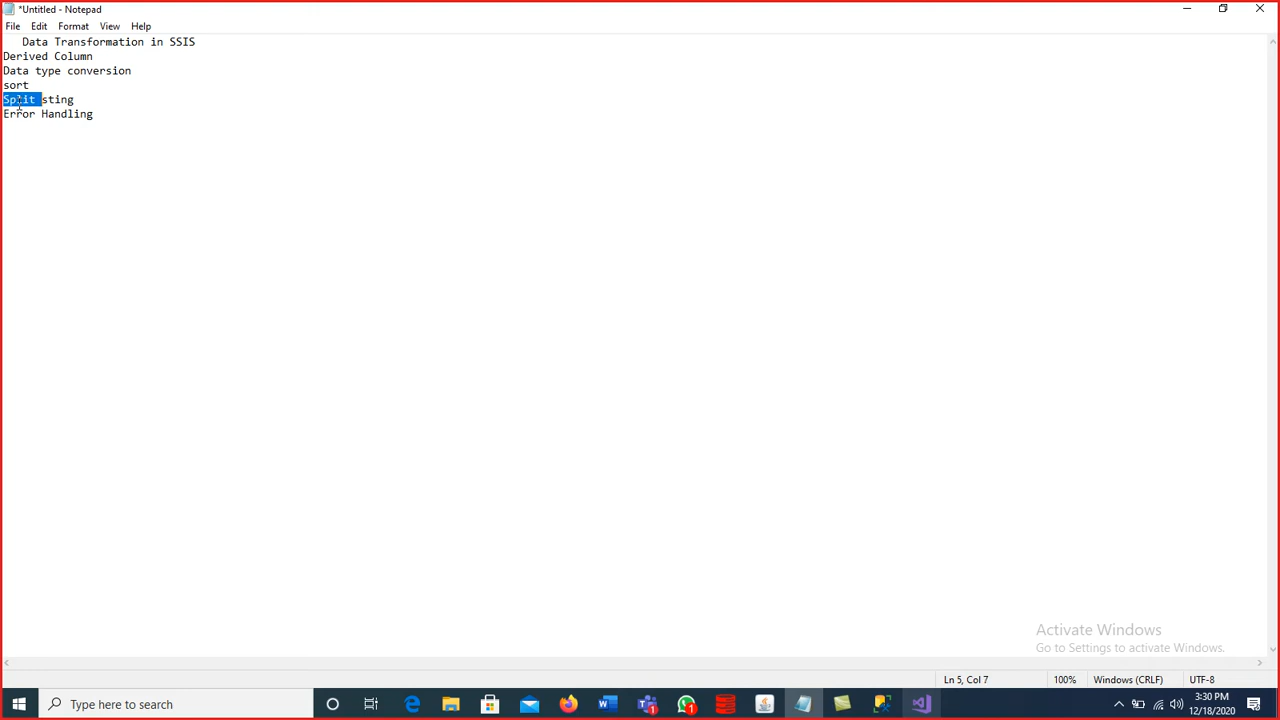 *Untitled - Notepad
File Edit Format View Help
Data Transformation in SSIS
Derived Column
Data type conversion
sort
Split sting
Error Handling
Activate Windows
Go to Settings to activate Windows.
Ln 5, Col 7 100% Windows (CRLF) UTF-8
Type here to search
1
1
3:30 PM
12/18/2020